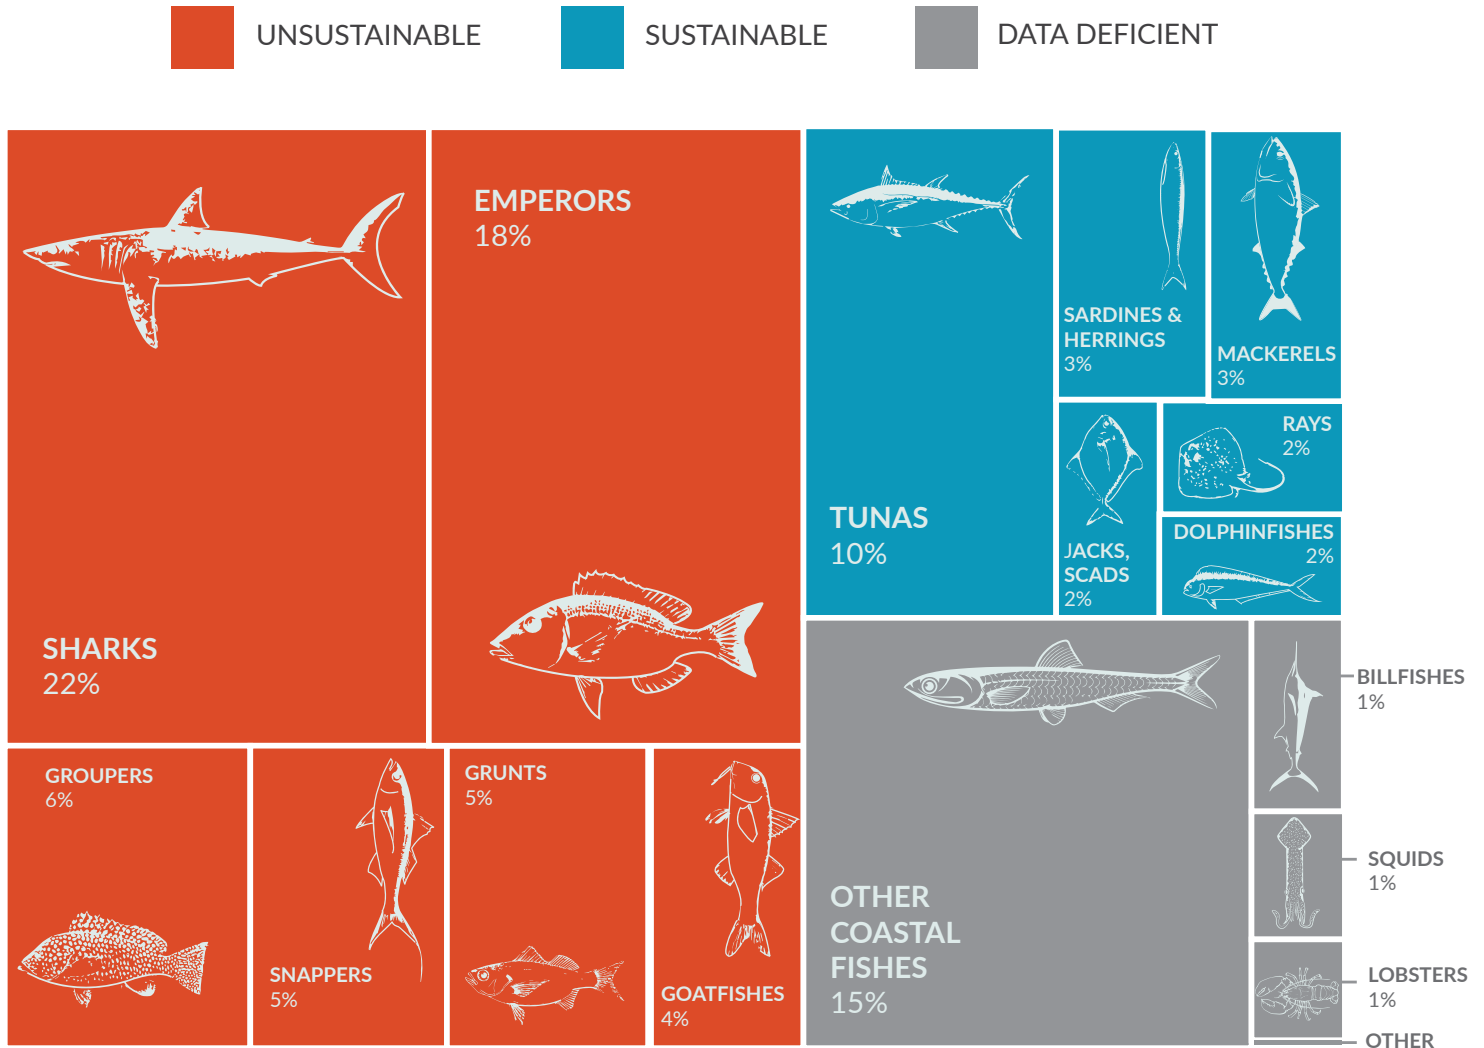 UNSUSTAINABLE
SUSTAINABLE
DATA DEFICIENT
SHARKS
22%
EMPERORS
18%
GROUPERS
6%
SNAPPERS
5%
GRUNTS
5%
GOATFISHES
4%
TUNAS
10%
SARDINES &
HERRINGS
3%
MACKERELS
3%
JACKS,
SCADS
2%
RAYS
2%
DOLPHINFISHES
2%
OTHER
COASTAL
FISHES
15%
BILLFISHES
1%
SQUIDS
1%
LOBSTERS
1%
OTHER